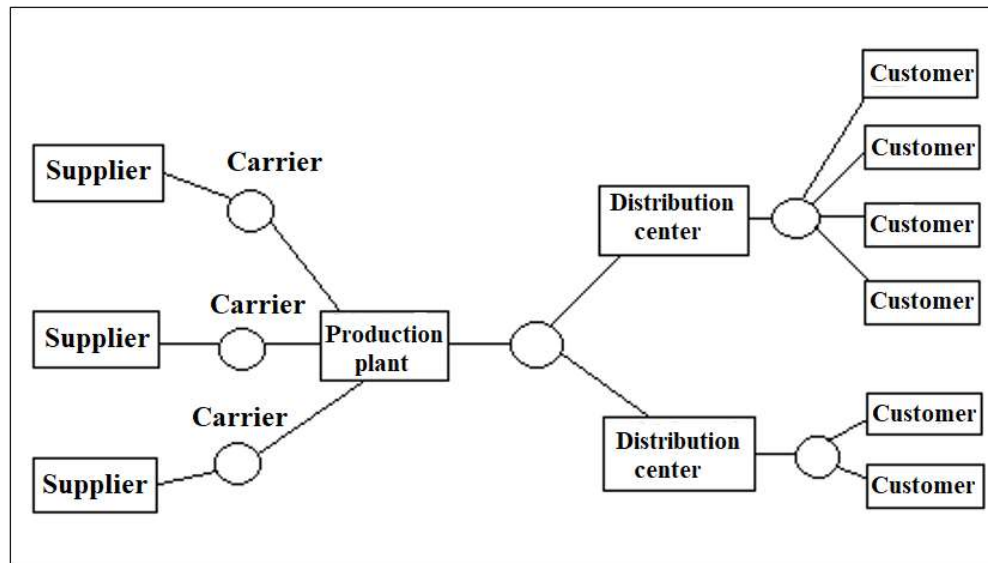 Supplier
Carrier
Supplier
Carrier
Supplier
Carrier
Production
plant
Distribution
center
Distribution
center
Customer
Customer
Customer
Customer
Customer
Customer